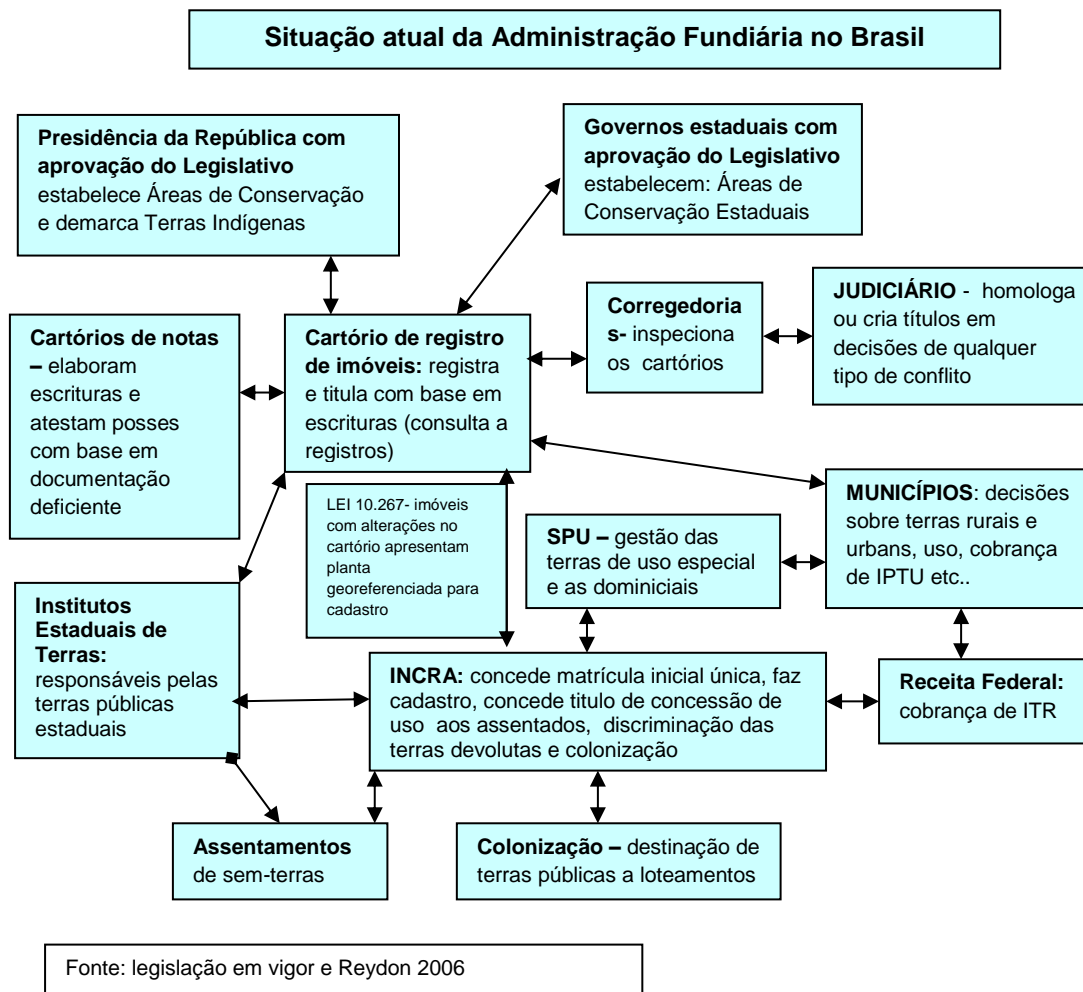 Situação atual da Administração Fundiária no Brasil
Presidência da República com
aprovação do Legislativo
estabelece Áreas de Conservação
e demarca Terras Indígenas
Governos estaduais com
aprovação do Legislativo
estabelecem: Áreas de
Conservação Estaduais
Cartórios de notas
– elaboram
escrituras e
atestam posses
com base em
documentação
deficiente
Cartório de registro
de imóveis: registra
e titula com base em
escrituras (consulta a
registros)
Corregedoria
s- inspeciona
os cartórios
JUDICIÁRIO - homologa
ou cria títulos em
decisões de qualquer
tipo de conflito
LEI 10.267- imóveis
com alterações no
cartório apresentam
planta
georeferenciada para
cadastro
SPU – gestão das
terras de uso especial
e as dominiciais
MUNICÍPIOS: decisões
sobre terras rurais e
urbans, uso, cobrança
de IPTU etc..
Institutos
Estaduais de
Terras:
responsáveis pelas
terras públicas
estaduais
INCRA: concede matrícula inicial única, faz
cadastro, concede titulo de concessão de
uso aos assentados, discriminação das
terras devolutas e colonização
Receita Federal:
cobrança de ITR
Assentamentos
de sem-terras
Colonização – destinação de
terras públicas a loteamentos
Fonte: legislação em vigor e Reydon 2006